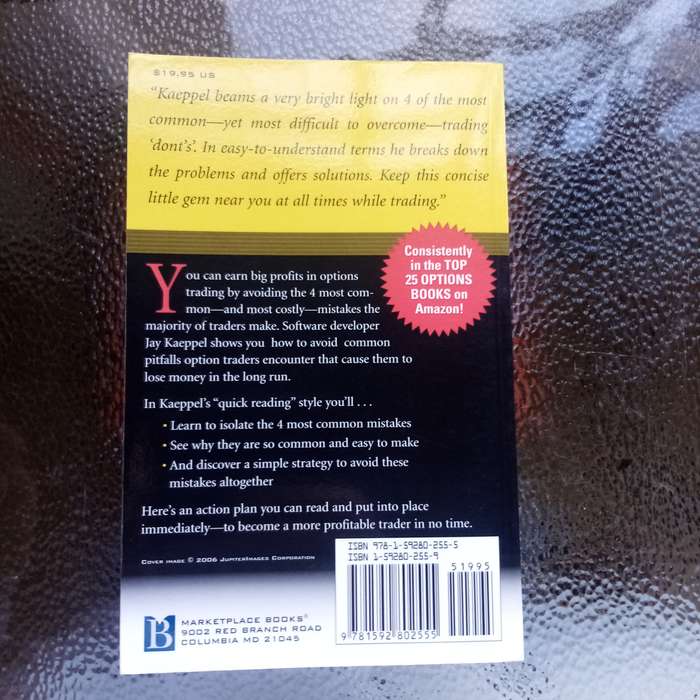 $19.95 US
"Kaeppel beams a very bright light on 4 of the most
common—yet most difficult to overcome—trading
'dont's'. In easy-to-understand terms he breaks down
the problems and offers solutions. Keep this concise
little gem near you at all times while trading."
Consistently
in the TOP
25 OPTIONS
BOOKS on
Amazon!
You can earn big profits in options
trading by avoiding the 4 most com-
mon—and most costly—mistakes the
majority of traders make. Software developer
Jay Kaeppel shows you how to avoid common
pitfalls option traders encounter that cause them to
lose money in the long run.
In Kaeppel's "quick reading" style you'll . . .
• Learn to isolate the 4 most common mistakes
• See why they are so common and easy to make
• And discover a simple strategy to avoid these
mistakes altogether
Here's an action plan you can read and put into place
immediately—to become a more profitable trader in no time.
Cover image © 2006 JupiterImages Corporation
ISBN 978-1-59280-255-5
ISBN 1-59280-255-9
51995
9 781592 802555
B
MARKETPLACE BOOKS®
9002 RED BRANCH ROAD
COLUMBIA MD 21045